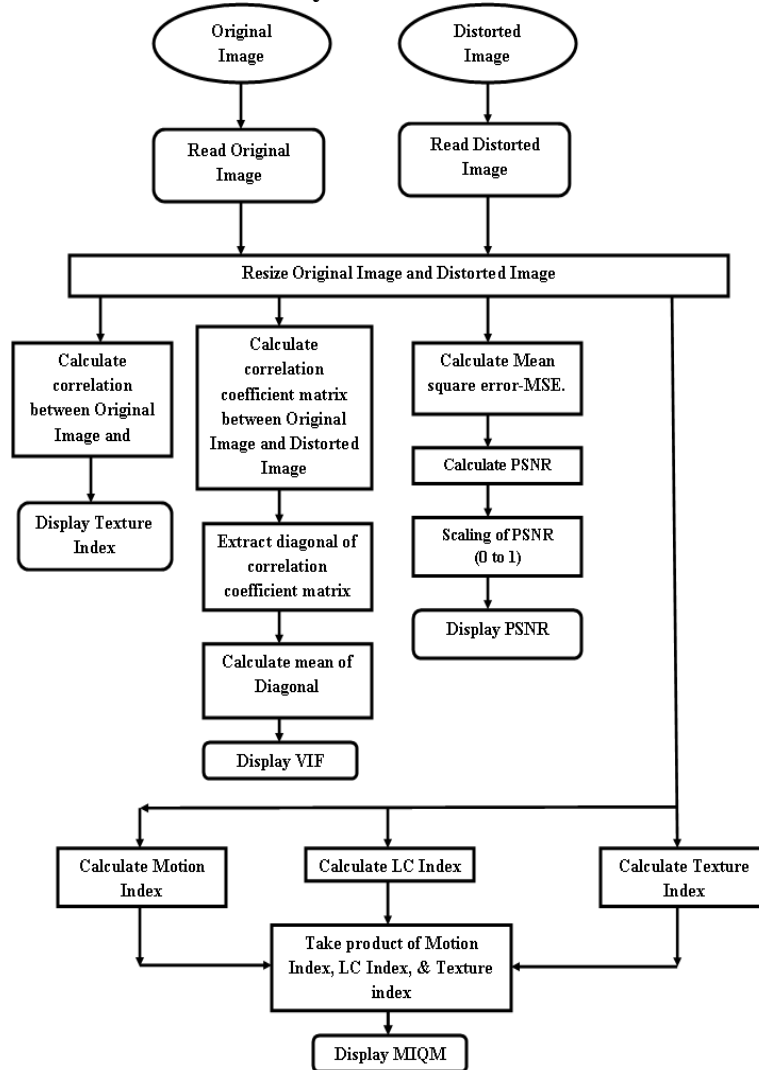 Original
Image
Distorted
Image
Read Original
Image
Read Distorted
Image
Resize Original Image and Distorted Image
Calculate
correlation
between Original
Image and
Display Texture
Index
Calculate
correlation
coefficient matrix
between Original
Image and Distorted
Image
Extract diagonal of
correlation
coefficient matrix
Calculate mean of
Diagonal
Display VIF
Calculate Mean
square error-MSE.
Calculate PSNR
Scaling of PSNR
(0 to 1)
Display PSNR
Calculate Motion
Index
Calculate LC Index
Calculate Texture
Index
Take product of Motion
Index, LC Index, & Texture
index
Display MIQM